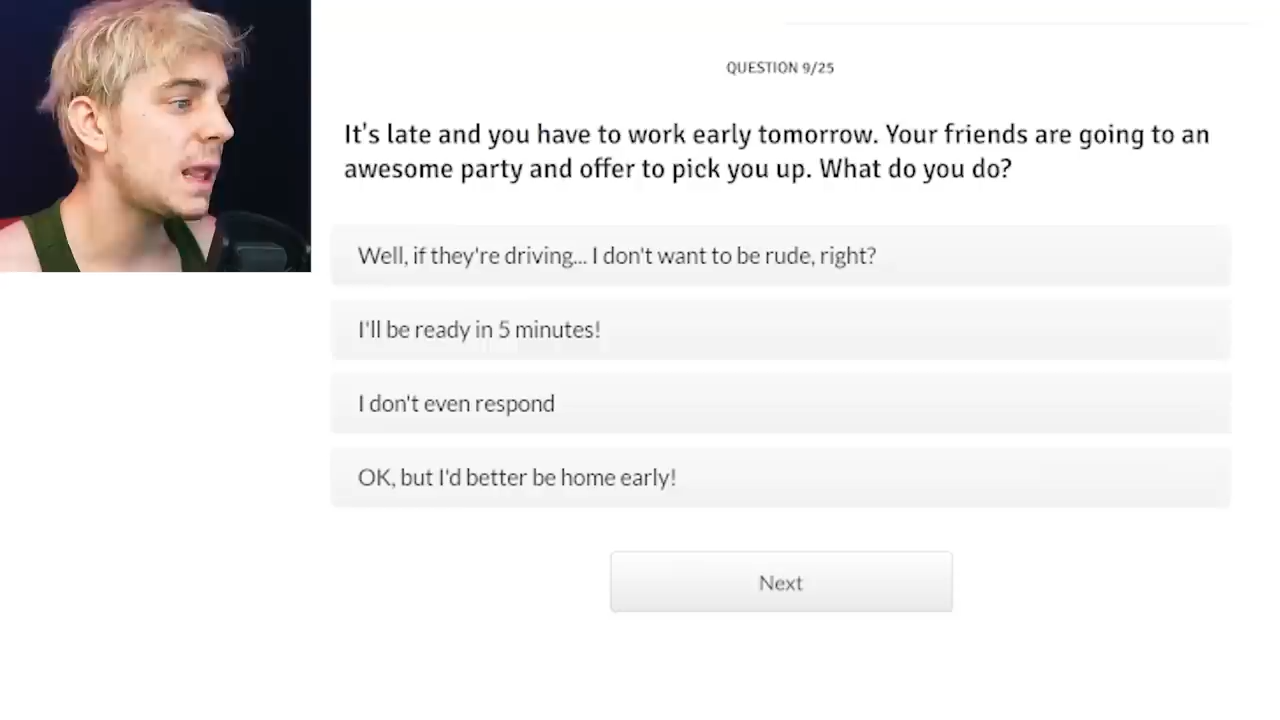 QUESTION 9/25
It's late and you have to work early tomorrow. Your friends are going to an
awesome party and offer to pick you up. What do you do?
Well, if they're driving... I don't want to be rude, right?
I'll be ready in 5 minutes!
I don't even respond
OK, but I'd better be home early!
Next